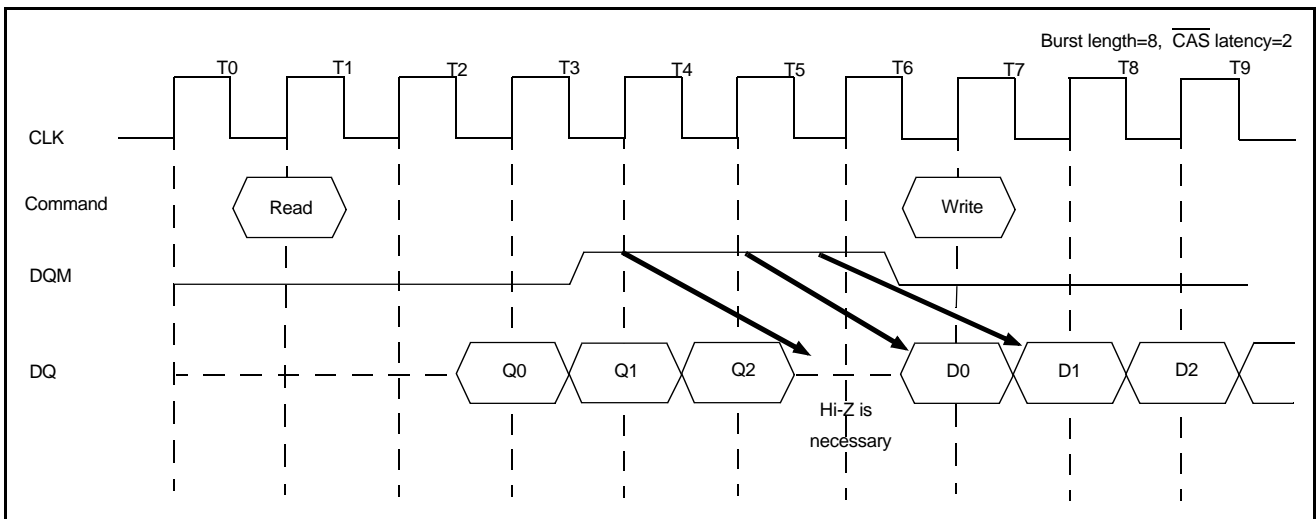 Burst length=8, CAS latency=2
T0 T1 T2 T3 T4 T5 T6 T7 T8 T9
CLK
Command Read Write
DQM
DQ Q0 Q1 Q2 D0 D1 D2
Hi-Z is
necessary